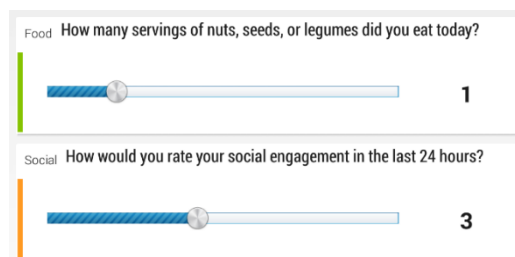 Food How many servings of nuts, seeds, or legumes did you eat today?
1
Social How would you rate your social engagement in the last 24 hours?
3